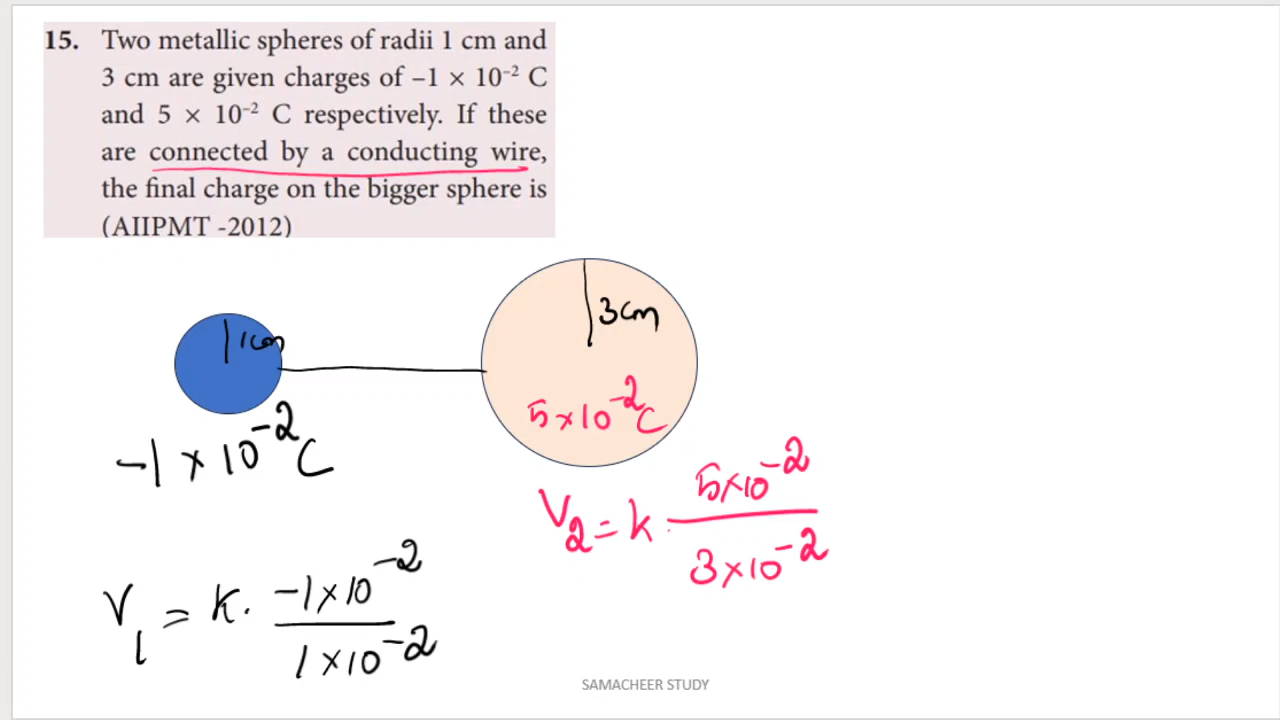 15. Two metallic spheres of radii 1 cm and
3 cm are given charges of –1 × 10⁻² C
and 5 × 10⁻² C respectively. If these
are connected by a conducting wire,
the final charge on the bigger sphere is
(AIIPMT -2012)
1cm
3cm
5×10⁻²C
-1 × 10⁻² C
V₂ = k · 5×10⁻² / 3×10⁻²
V₁ = k · -1×10⁻² / 1×10⁻²
SAMACHEER STUDY